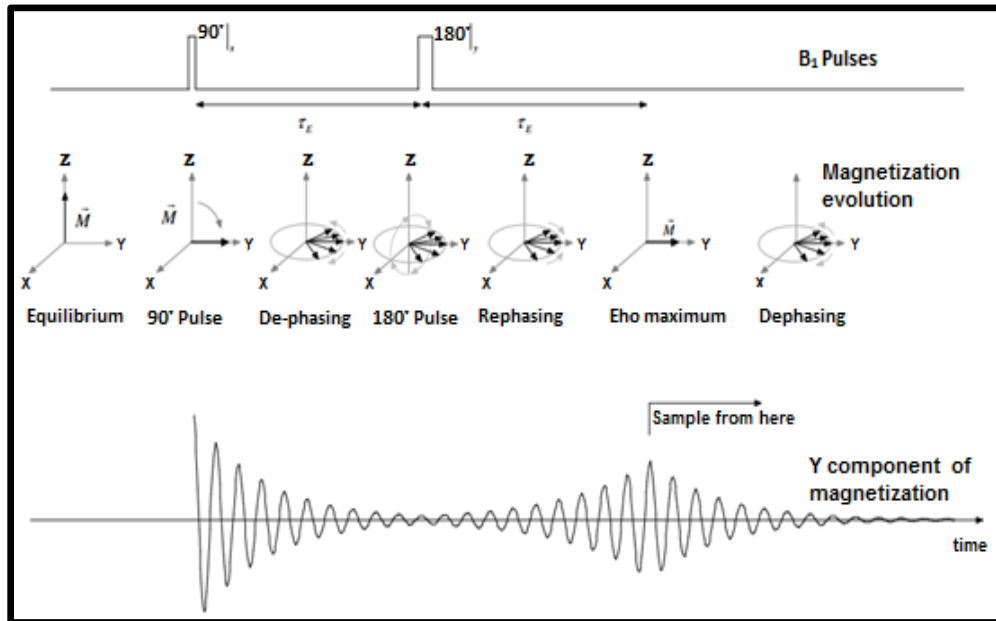 90°|x
180°|y
B₁ Pulses
τE
τE
Z
Z
Z
Z
Z
Z
Z
Magnetization
evolution
M⃗
Y
M⃗
Y
Y
Y
Y
M⃗
Y
Y
X
X
X
X
X
X
x
Equilibrium
90° Pulse
De-phasing
180° Pulse
Rephasing
Eho maximum
Dephasing
Sample from here
Y component of
magnetization
time